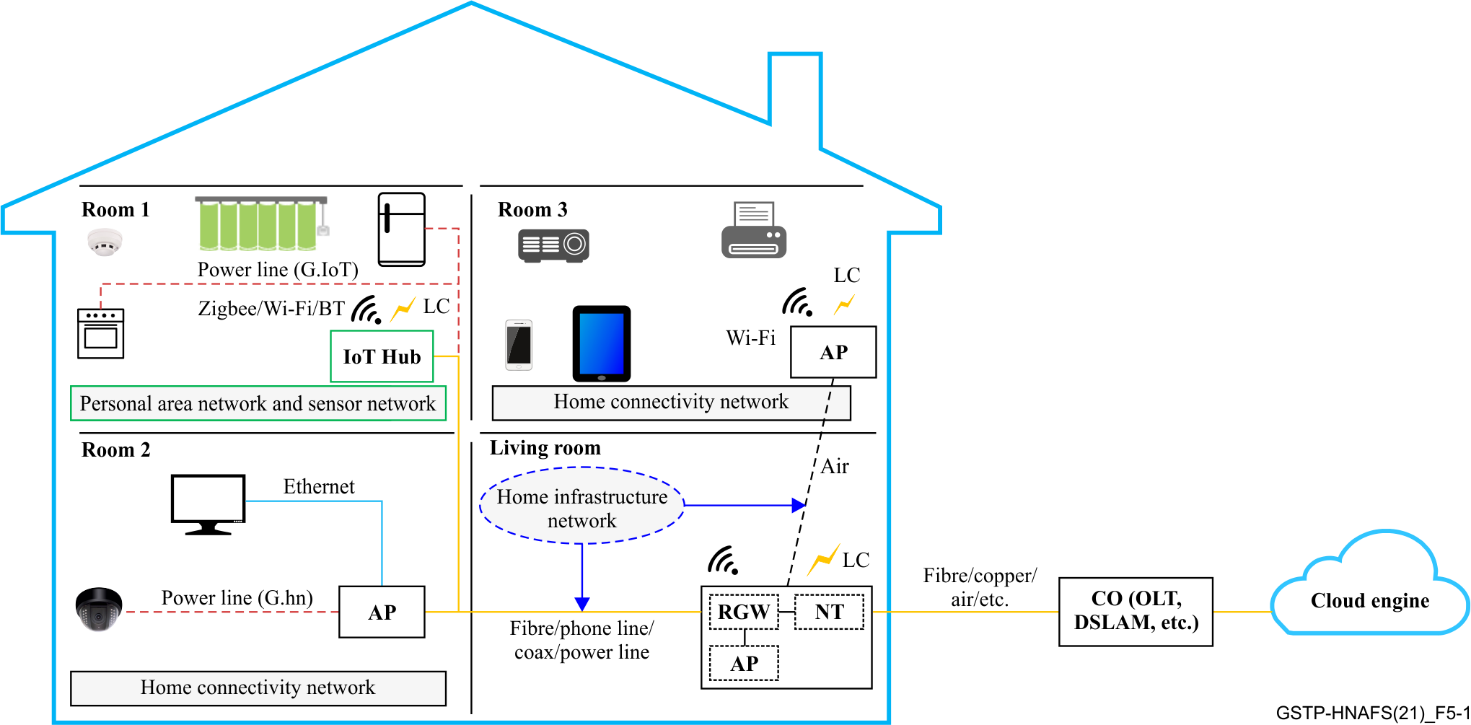 Room 1
Power line (G.IoT)
Zigbee/Wi-Fi/BT
LC
IoT Hub
Personal area network and sensor network
Room 3
LC
Wi-Fi
AP
Home connectivity network
Room 2
Ethernet
Power line (G.hn)
AP
Home connectivity network
Living room
Home infrastructure
network
Air
LC
Fibre/phone line/
coax/power line
RGW
NT
AP
Fibre/copper/
air/etc.
CO (OLT,
DSLAM, etc.)
Cloud engine
GSTP-HNAFS(21)_F5-1